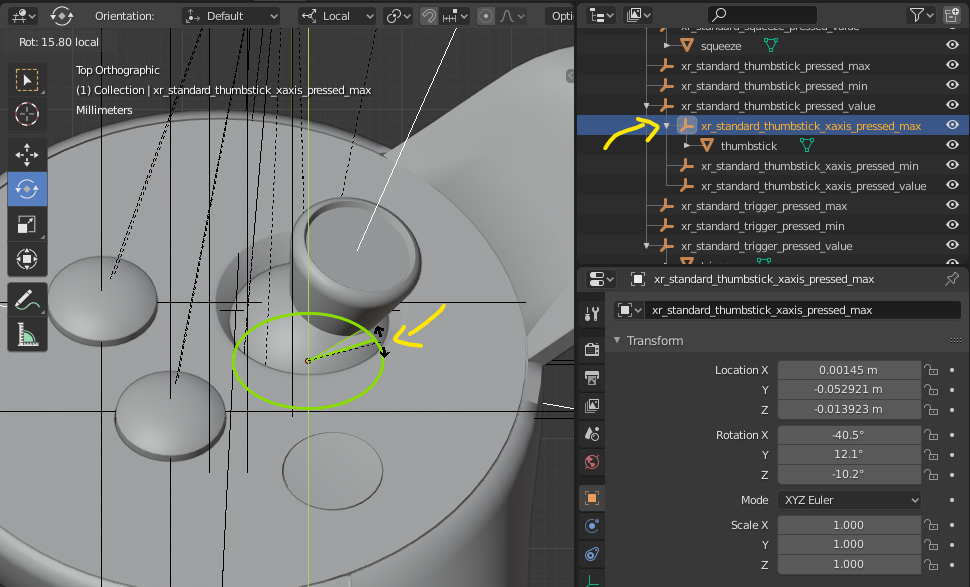 Orientation:
Default
Local
Opti
Rot: 15.80 local
Top Orthographic
(1) Collection | xr_standard_thumbstick_xaxis_pressed_max
Millimeters
xr_standard_squeeze_pressed_value
squeeze
xr_standard_thumbstick_pressed_max
xr_standard_thumbstick_pressed_min
xr_standard_thumbstick_pressed_value
xr_standard_thumbstick_xaxis_pressed_max
thumbstick
xr_standard_thumbstick_xaxis_pressed_min
xr_standard_thumbstick_xaxis_pressed_value
xr_standard_trigger_pressed_max
xr_standard_trigger_pressed_min
xr_standard_trigger_pressed_value
xr_standard_thumbstick_xaxis_pressed_max
xr_standard_thumbstick_xaxis_pressed_max
Transform
Location X 0.00145 m
Y -0.052921 m
Z -0.013923 m
Rotation X -40.5°
Y 12.1°
Z -10.2°
Mode XYZ Euler
Scale X 1.000
Y 1.000
Z 1.000